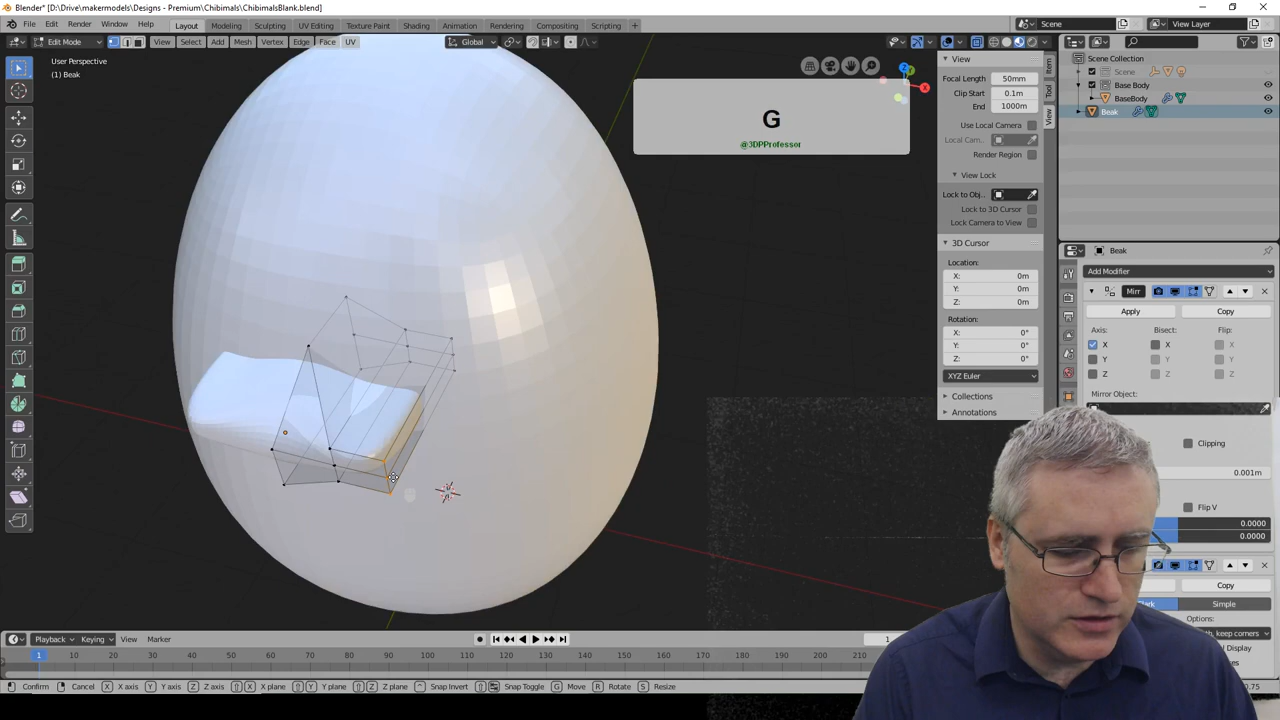 Blender* [D:\Drive\makermodels\Designs - Premium\Chibimals\ChibimalsBlank.blend]
File Edit Render Window Help Layout Modeling Sculpting UV Editing Texture Paint Shading Animation Rendering Compositing Scripting Scene View Layer
Edit Mode View Select Add Mesh Vertex Edge Face UV Global
User Perspective
(1) Beak
G
@3DPProfessor
Z
Y
X
View
Focal Length 50mm
Clip Start 0.1m
End 1000m
Use Local Camera
Local Cam..
Render Region
View Lock
Lock to Obj..
Lock to 3D Cursor
Lock Camera to View
3D Cursor
Location:
X: 0m
Y: 0m
Z: 0m
Rotation:
X: 0°
Y: 0°
Z: 0°
XYZ Euler
Collections
Annotations
Item
Tool
View
Scene Collection
Scene
Base Body
BaseBody
Beak
Beak
Add Modifier
Mirr
Apply Copy
Axis: Bisect: Flip:
X X X
Y Y Y
Z Z Z
Mirror Object:
Clipping
0.001m
Flip V
0.0000
0.0000
Copy
Simple
Options:
keep corners
Display
Playback Keying View Marker 1
1 10 20 30 40 50 60 70 80 90 100 110 120 130 140 150 160 170 180 190 200 210
Confirm Cancel X X axis Y Y axis Z Z axis X X plane Y Y plane Z Z plane Snap Invert Snap Toggle G Move R Rotate S Resize